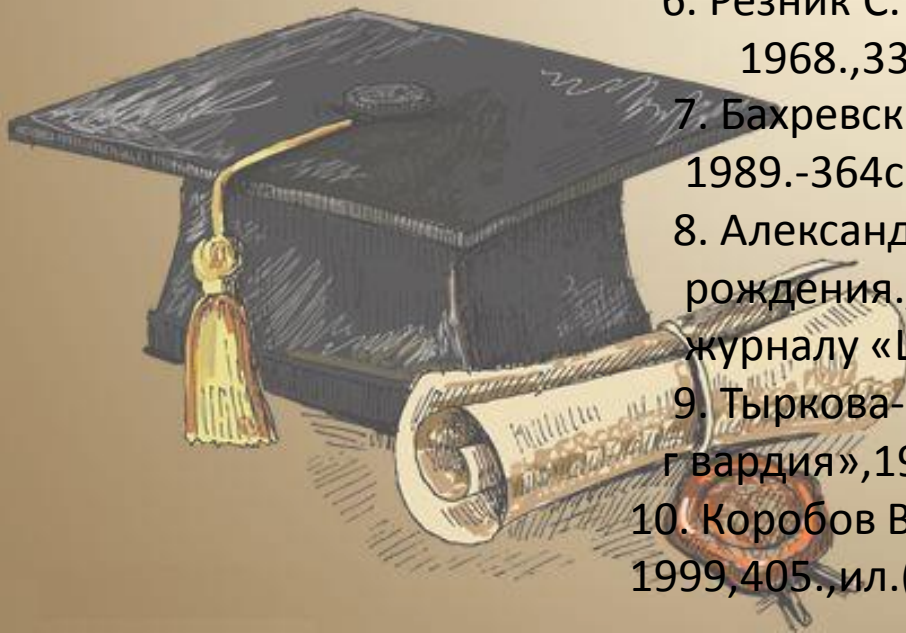 6. Резник С.
1968.,33
7. Бахревск
1989.-364с
8. Александ
рождения.
журналу «
9. Тыркова-
г вардия»,19
10. Коробов В
1999,405.,ил.(